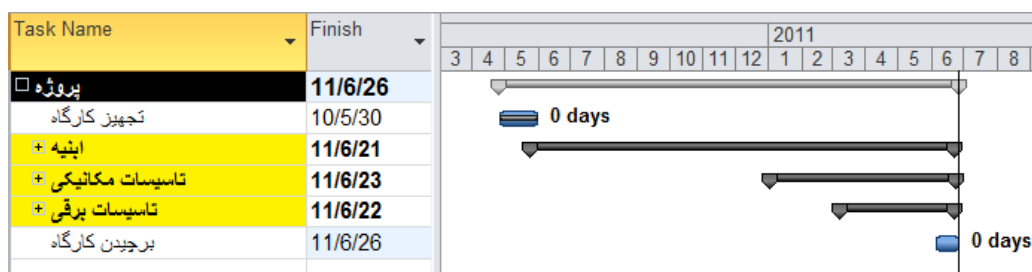 Task Name Finish
2011
3 4 5 6 7 8 9 10 11 12 1 2 3 4 5 6 7 8
پروژه 11/6/26
تجهیز کارگاه 10/5/30 0 days
ابنیه 11/6/21
تاسیسات مکانیکی 11/6/23
تاسیسات برقی 11/6/22
برچیدن کارگاه 11/6/26 0 days